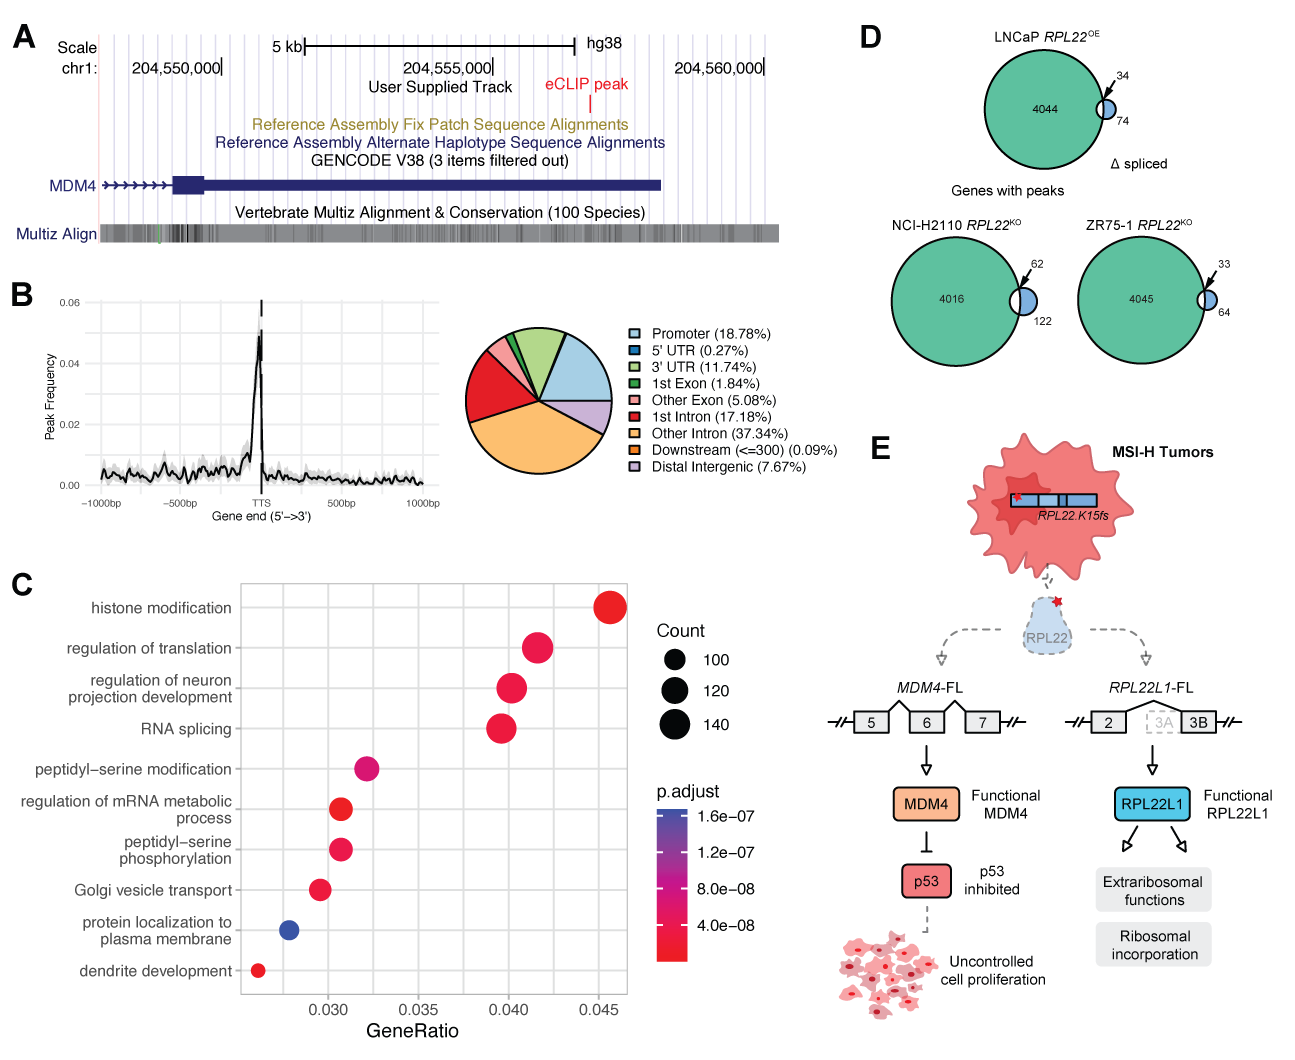 A
Scale
5 kb
hg38
chr1:
204,550,000
204,555,000
204,560,000
User Supplied Track
eCLIP peak
Reference Assembly Fix Patch Sequence Alignments
Reference Assembly Alternate Haplotype Sequence Alignments
GENCODE V38 (3 items filtered out)
MDM4
Vertebrate Multiz Alignment & Conservation (100 Species)
Multiz Align
B
Peak Frequency
0.06
0.04
0.02
0.00
−1000bp
−500bp
TTS
500bp
1000bp
Gene end (5'−>3')
Promoter (18.78%)
5' UTR (0.27%)
3' UTR (11.74%)
1st Exon (1.84%)
Other Exon (5.08%)
1st Intron (17.18%)
Other Intron (37.34%)
Downstream (<=300) (0.09%)
Distal Intergenic (7.67%)
C
histone modification
regulation of translation
regulation of neuron
projection development
RNA splicing
peptidyl−serine modification
regulation of mRNA metabolic
process
peptidyl−serine
phosphorylation
Golgi vesicle transport
protein localization to
plasma membrane
dendrite development
0.030
0.035
0.040
0.045
GeneRatio
Count
100
120
140
p.adjust
1.6e−07
1.2e−07
8.0e−08
4.0e−08
D
LNCaP RPL22OE
4044
34
74
Δ spliced
Genes with peaks
NCI-H2110 RPL22KO
4016
62
122
ZR75-1 RPL22KO
4045
33
64
E
MSI-H Tumors
RPL22.K15fs
RPL22
MDM4-FL
5
6
7
RPL22L1-FL
2
3A
3B
MDM4
Functional
MDM4
RPL22L1
Functional
RPL22L1
p53
p53
inhibited
Extraribosomal
functions
Ribosomal
incorporation
Uncontrolled
cell proliferation